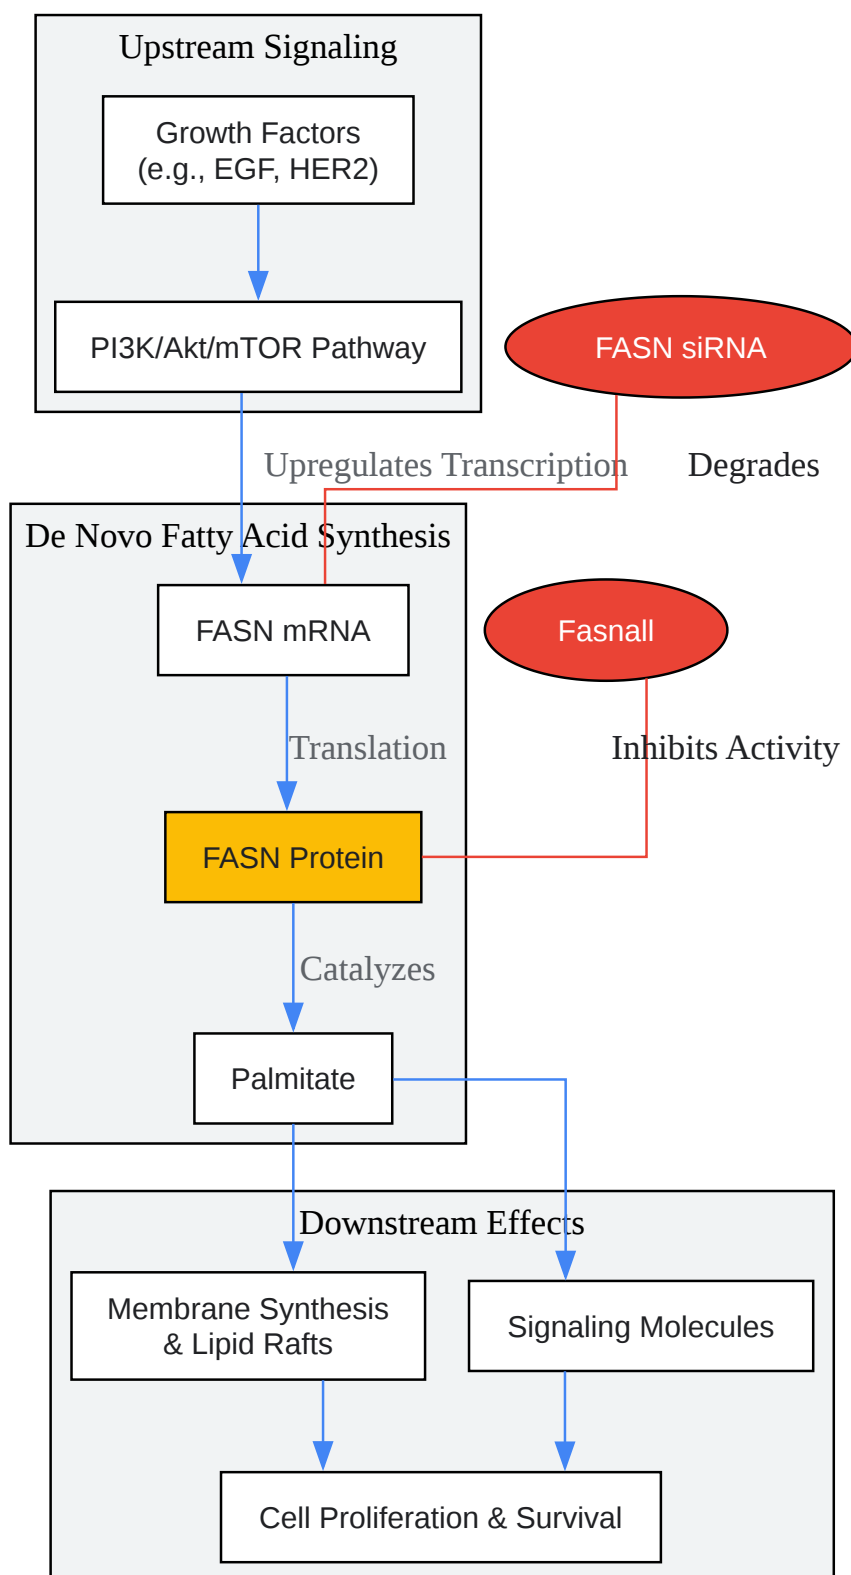 Upstream Signaling
Growth Factors
(e.g., EGF, HER2)
PI3K/Akt/mTOR Pathway
FASN siRNA
Upregulates Transcription
Degrades
De Novo Fatty Acid Synthesis
FASN mRNA
Fasnall
Translation
Inhibits Activity
FASN Protein
Catalyzes
Palmitate
Downstream Effects
Membrane Synthesis
& Lipid Rafts
Signaling Molecules
Cell Proliferation & Survival